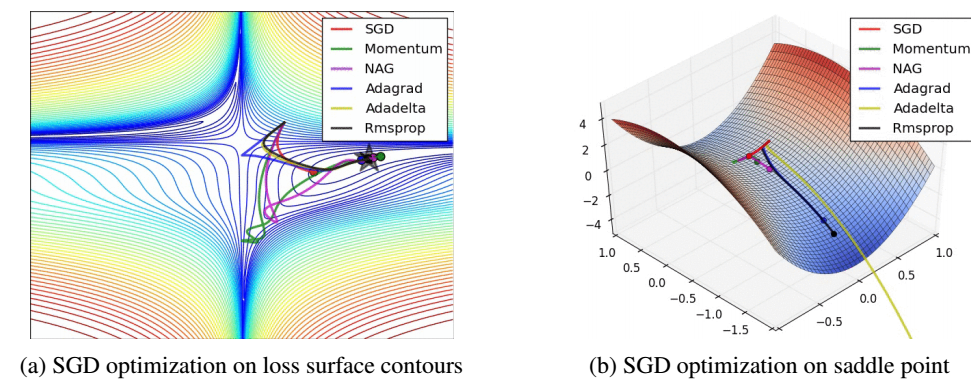 SGD
Momentum
NAG
Adagrad
Adadelta
Rmsprop
(a) SGD optimization on loss surface contours
SGD
Momentum
NAG
Adagrad
Adadelta
Rmsprop
4
2
0
−2
−4
1.0
0.5
0.0
−0.5
−1.0
−1.5
−0.5
0.0
0.5
1.0
(b) SGD optimization on saddle point